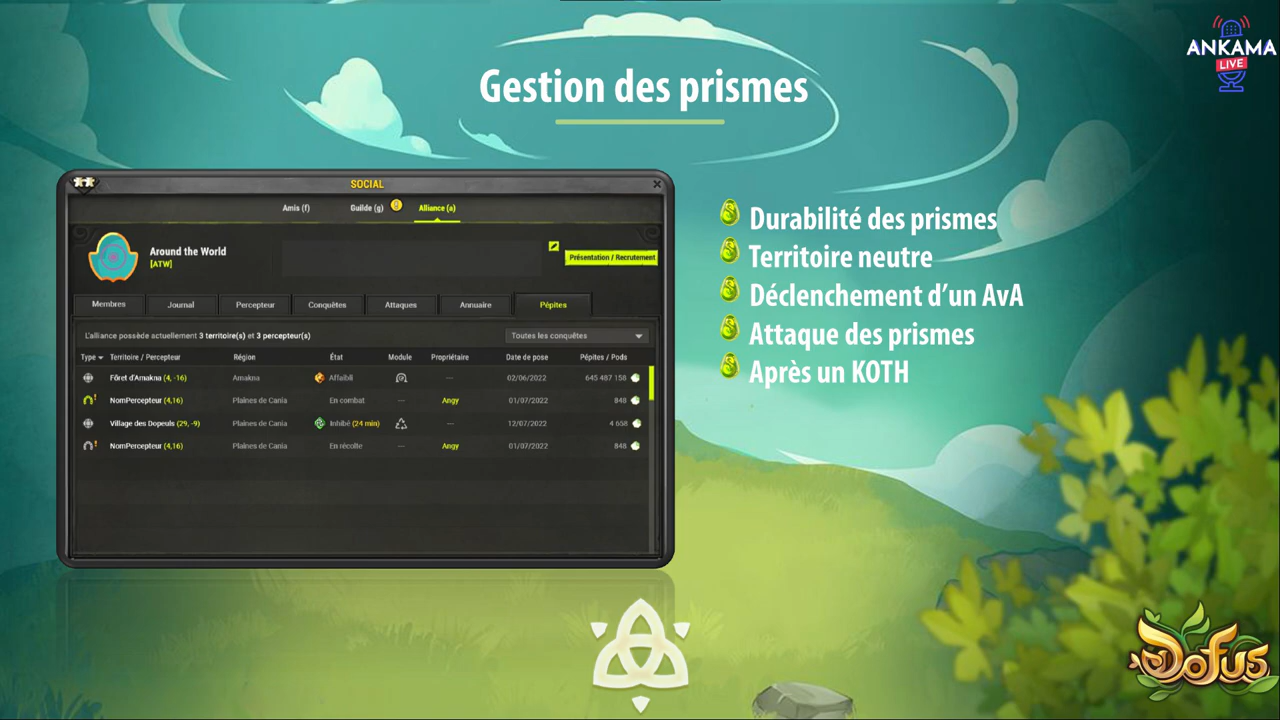 ANKAMA
LIVE
Gestion des prismes
SOCIAL
Amis (f) Guilde (g) Alliance (a)
Around the World
[ATW]
Présentation / Recrutement
Membres Journal Percepteur Conquêtes Attaques Annuaire Pépites
L'alliance possède actuellement 3 territoire(s) et 3 percepteur(s) Toutes les conquêtes
Type Territoire / Percepteur Région État Module Propriétaire Date de pose Pépites / Pods
Fôret d'Amakna (4, -16) Amakna Affaibli --- 02/06/2022 645 487 158
NomPercepteur (4,16) Plaines de Cania En combat --- Angy 01/07/2022 848
Village des Dopeuls (29, -9) Plaines de Cania Inhibé (24 min) --- 12/07/2022 4 658
NomPercepteur (4,16) Plaines de Cania En récolte --- Angy 01/07/2022 848
Durabilité des prismes
Territoire neutre
Déclenchement d'un AvA
Attaque des prismes
Après un KOTH
Dofus